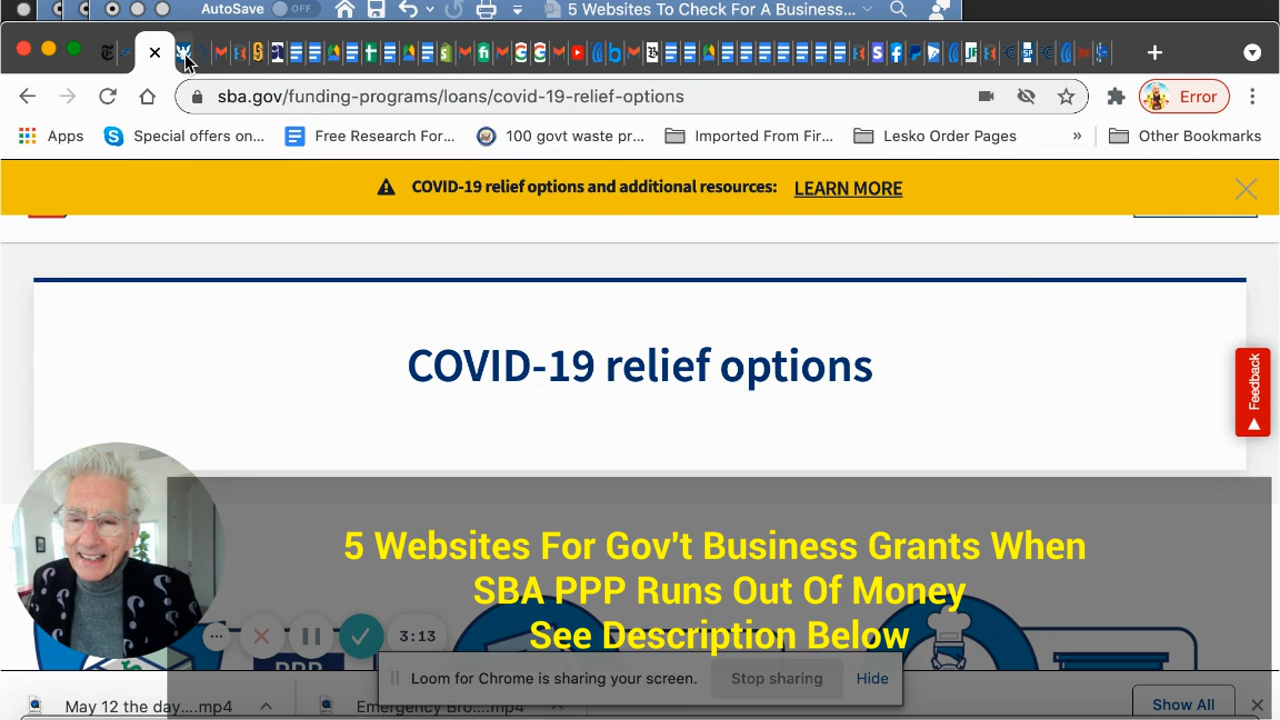 AutoSave OFF 5 Websites To Check For A Business...
sba.gov/funding-programs/loans/covid-19-relief-options
Error
Apps Special offers on... Free Research For... 100 govt waste pr... Imported From Fir... Lesko Order Pages » Other Bookmarks
COVID-19 relief options and additional resources: LEARN MORE
COVID-19 relief options
Feedback
5 Websites For Gov't Business Grants When
SBA PPP Runs Out Of Money
See Description Below
3:13
PPP
Loom for Chrome is sharing your screen. Stop sharing Hide
May 12 the day....mp4 Emergency Bro....mp4 Show All